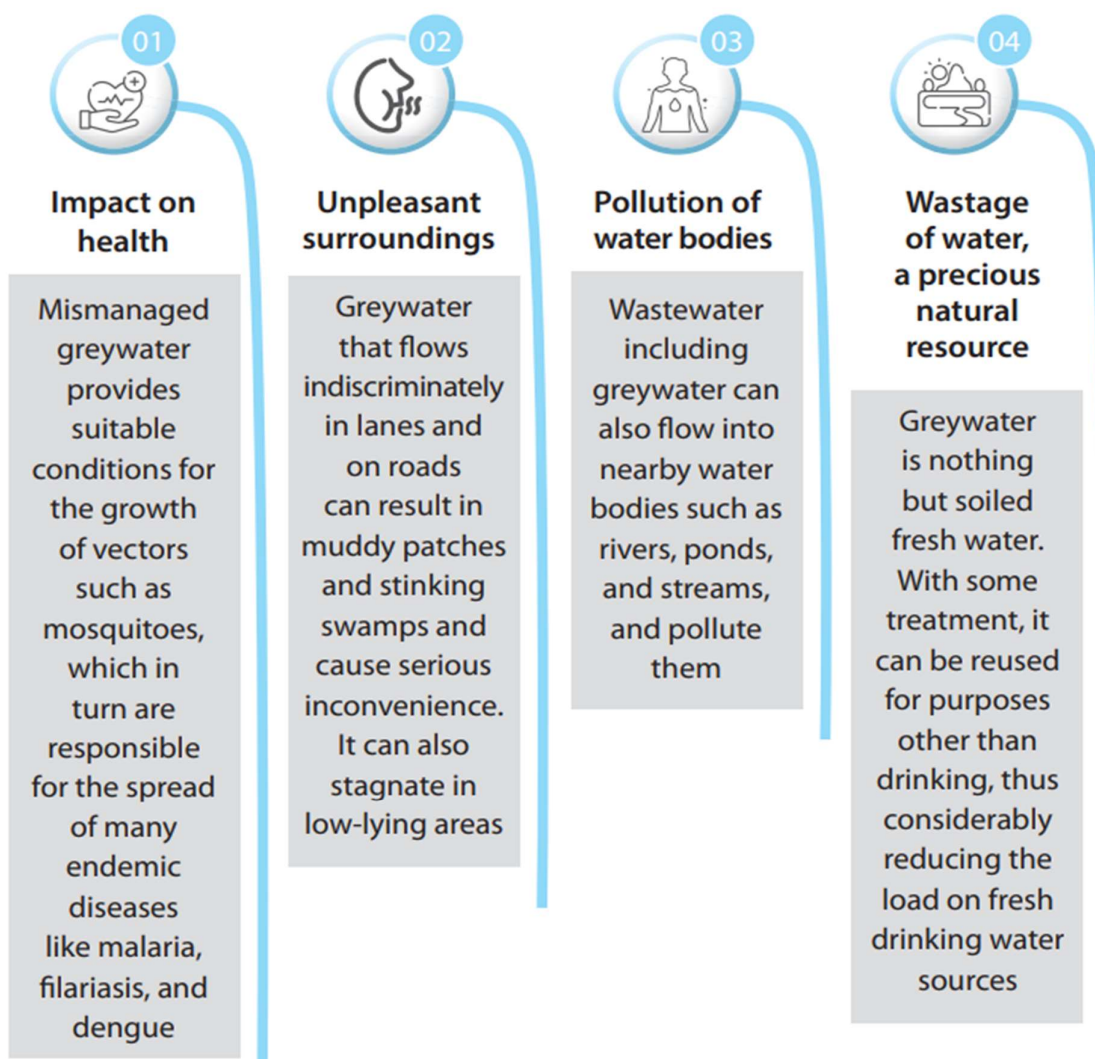 01
Impact on
health
Mismanaged
greywater
provides
suitable
conditions for
the growth
of vectors
such as
mosquitoes,
which in
turn are
responsible
for the spread
of many
endemic
diseases
like malaria,
filariasis, and
dengue
02
Unpleasant
surroundings
Greywater
that flows
indiscriminately
in lanes and
on roads
can result in
muddy patches
and stinking
swamps and
cause serious
inconvenience.
It can also
stagnate in
low-lying areas
03
Pollution of
water bodies
Wastewater
including
greywater can
also flow into
nearby water
bodies such as
rivers, ponds,
and streams,
and pollute
them
04
Wastage
of water,
a precious
natural
resource
Greywater
is nothing
but soiled
fresh water.
With some
treatment, it
can be reused
for purposes
other than
drinking, thus
considerably
reducing the
load on fresh
drinking water
sources